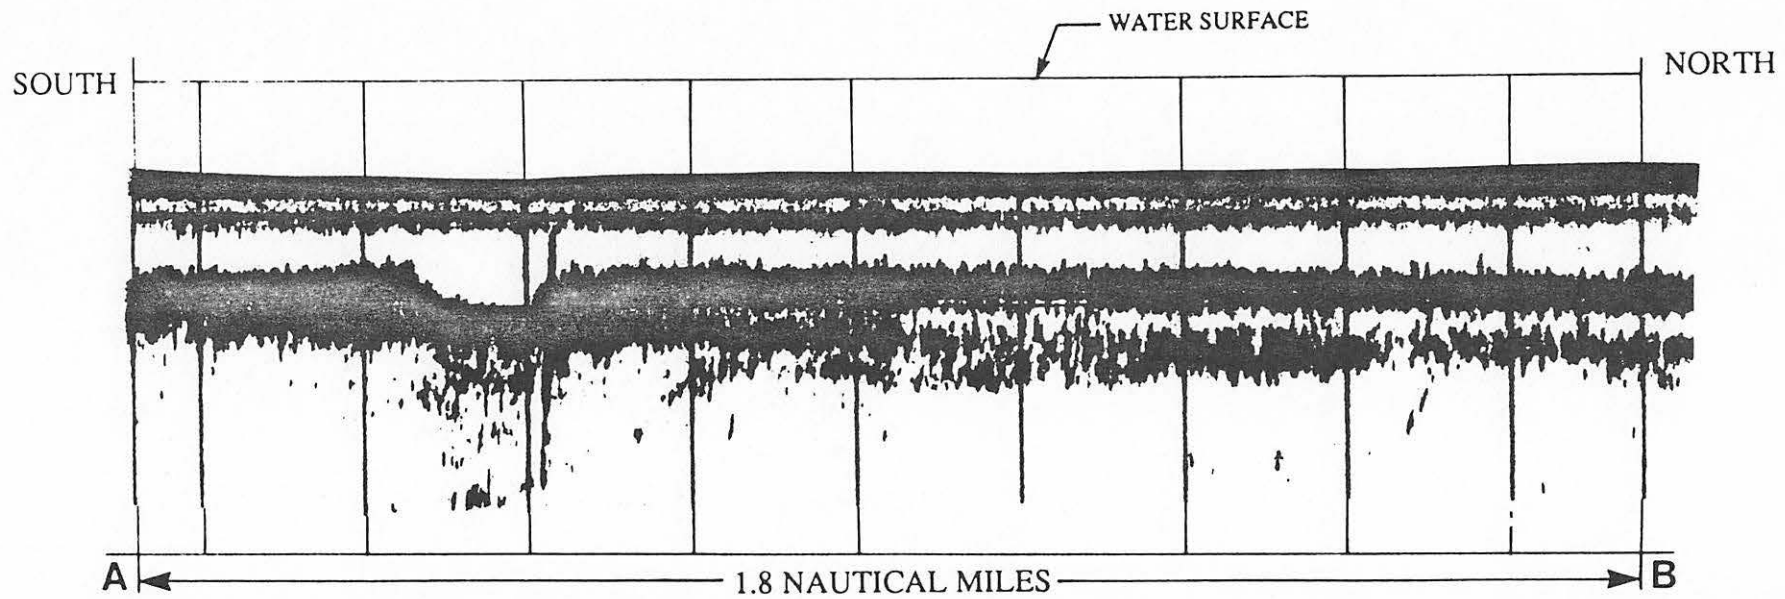 WATER SURFACE
SOUTH
NORTH
A
1.8 NAUTICAL MILES
B